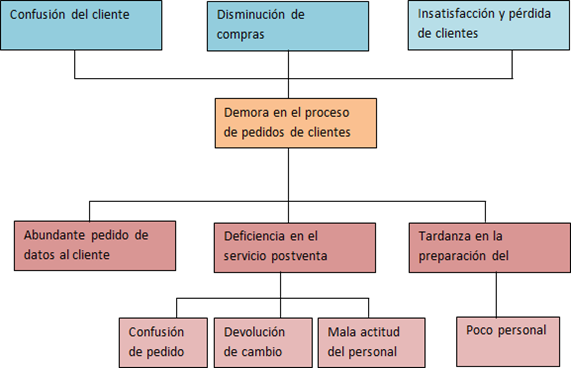 Confusión del cliente
Disminución de
compras
Insatisfacción y pérdida
de clientes
Demora en el proceso
de pedidos de clientes
Abundante pedido de
datos al cliente
Deficiencia en el
servicio postventa
Tardanza en la
preparación del
Confusión
de pedido
Devolución
de cambio
Mala actitud
del personal
Poco personal